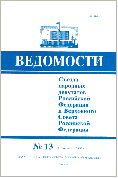 ВЕДОМОСТИ
Съезда
народных
депутатов
Российской
Федерации
и Верховного
Совета
Российской
Федерации
№ 13